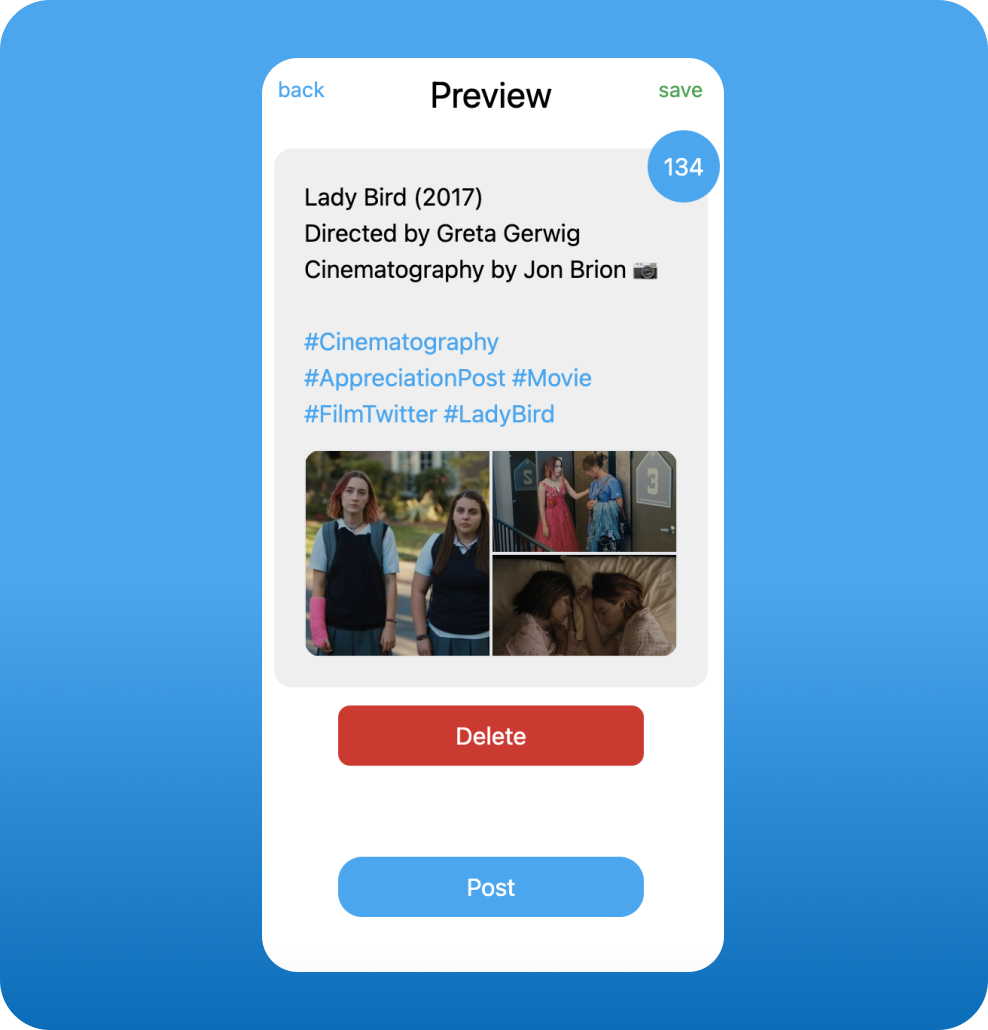 back
Preview
save
134
Lady Bird (2017)
Directed by Greta Gerwig
Cinematography by Jon Brion 📷
#Cinematography
#AppreciationPost #Movie
#FilmTwitter #LadyBird
2
3
Delete
Post